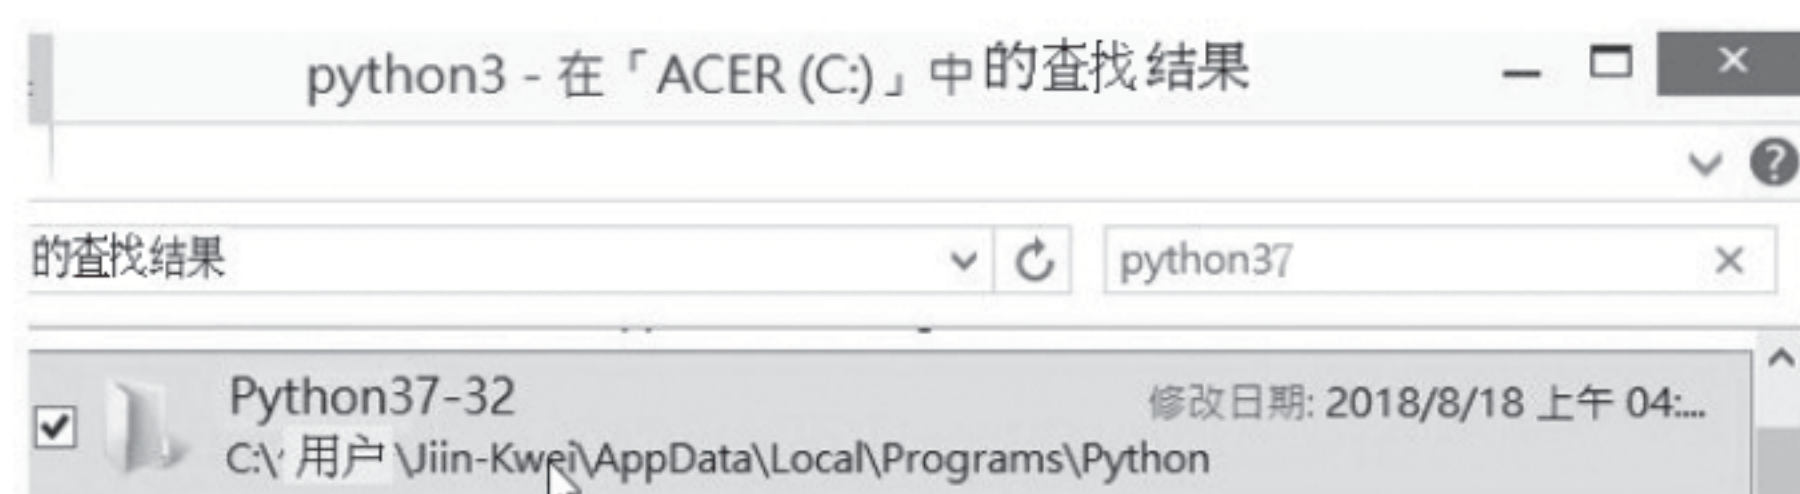 python3 - 在「ACER (C:)」中的查找结果
的查找结果
python37
Python37-32
修改日期: 2018/8/18 上午 04:...
C:\用户\Jiin-Kwei\AppData\Local\Programs\Python